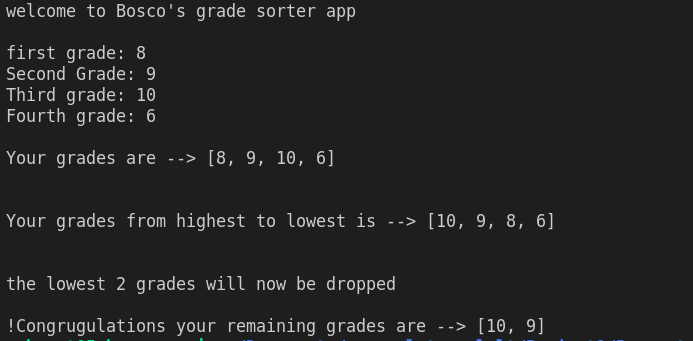 welcome to Bosco's grade sorter app
first grade: 8
Second Grade: 9
Third grade: 10
Fourth grade: 6
Your grades are --> [8, 9, 10, 6]
Your grades from highest to lowest is --> [10, 9, 8, 6]
the lowest 2 grades will now be dropped
!Congrugulations your remaining grades are --> [10, 9]